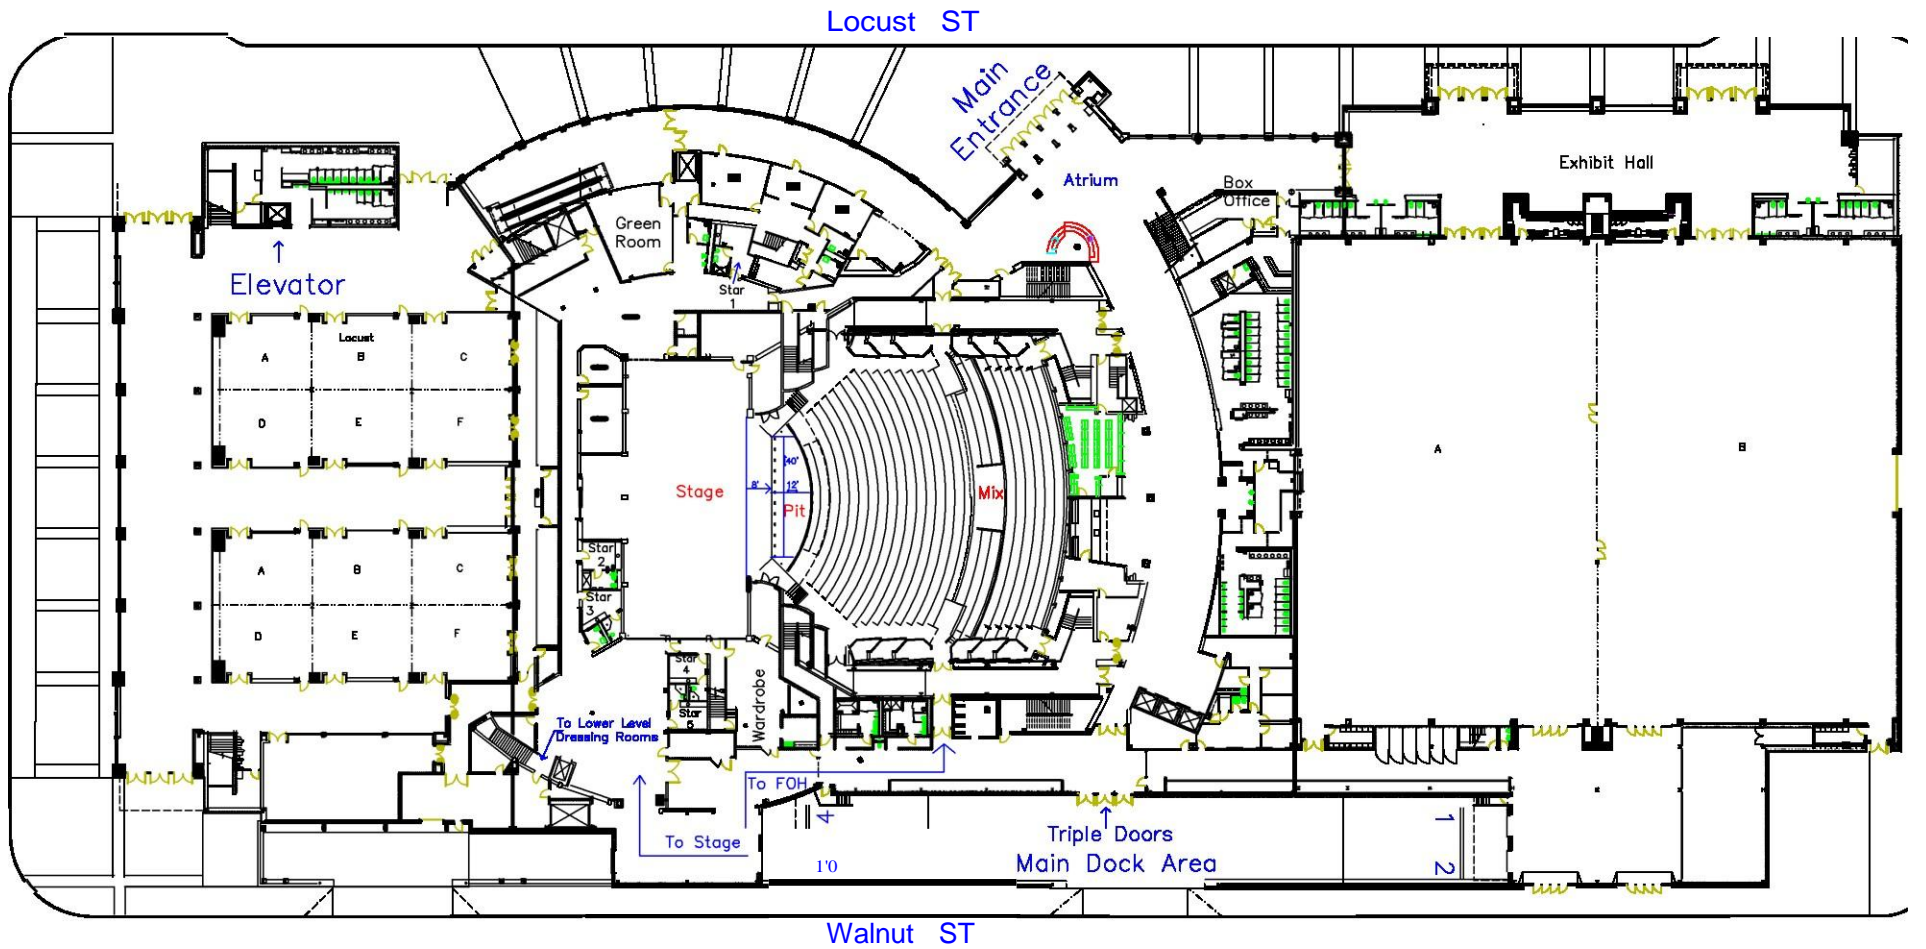 Locust ST
Main
Entrance
Exhibit Hall
Atrium
Box
Office
Green
Room
Elevator
Star
1
Locust
A
B
C
D
E
F
A
B
Stage
40'
8'
12'
Pit
Mix
Star
2
Star
3
A
B
C
D
E
F
Star
4
Star
5
Wardrobe
To Lower Level
Dressing Rooms
To FOH
4
To Stage
Triple Doors
Main Dock Area
1'0
1
2
Walnut ST